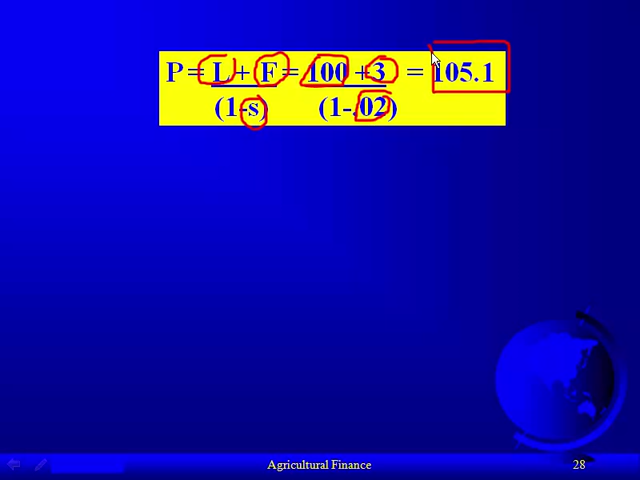 P = L + F = 100 + 3 = 105.1
(1-s) (1-.02)
Agricultural Finance 28